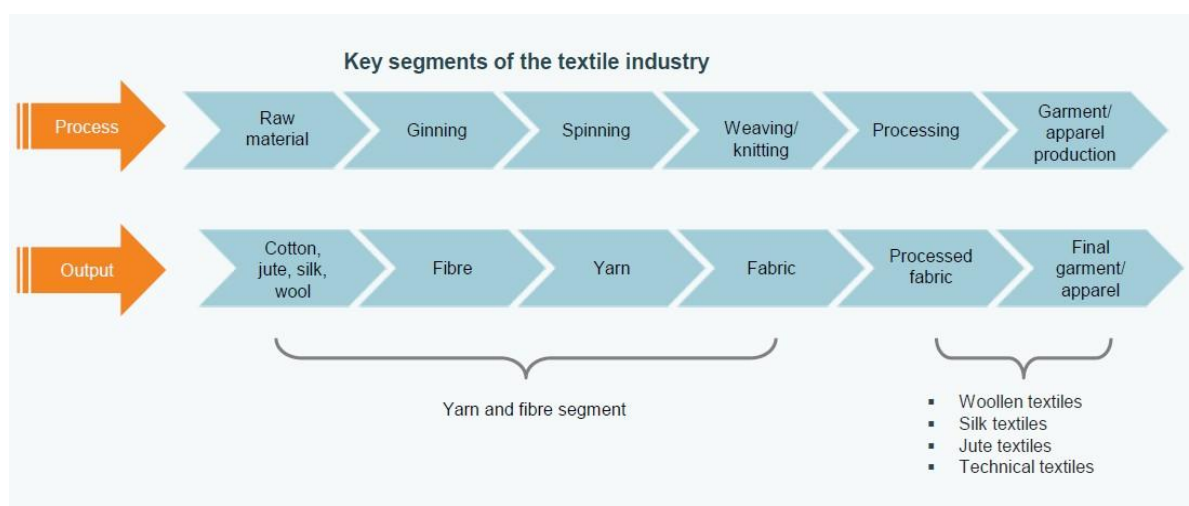 Key segments of the textile industry
Process
Raw
material
Ginning
Spinning
Weaving/
knitting
Processing
Garment/
apparel
production
Output
Cotton,
jute, silk,
wool
Fibre
Yarn
Fabric
Processed
fabric
Final
garment/
apparel
Yarn and fibre segment
▪ Woollen textiles
▪ Silk textiles
▪ Jute textiles
▪ Technical textiles